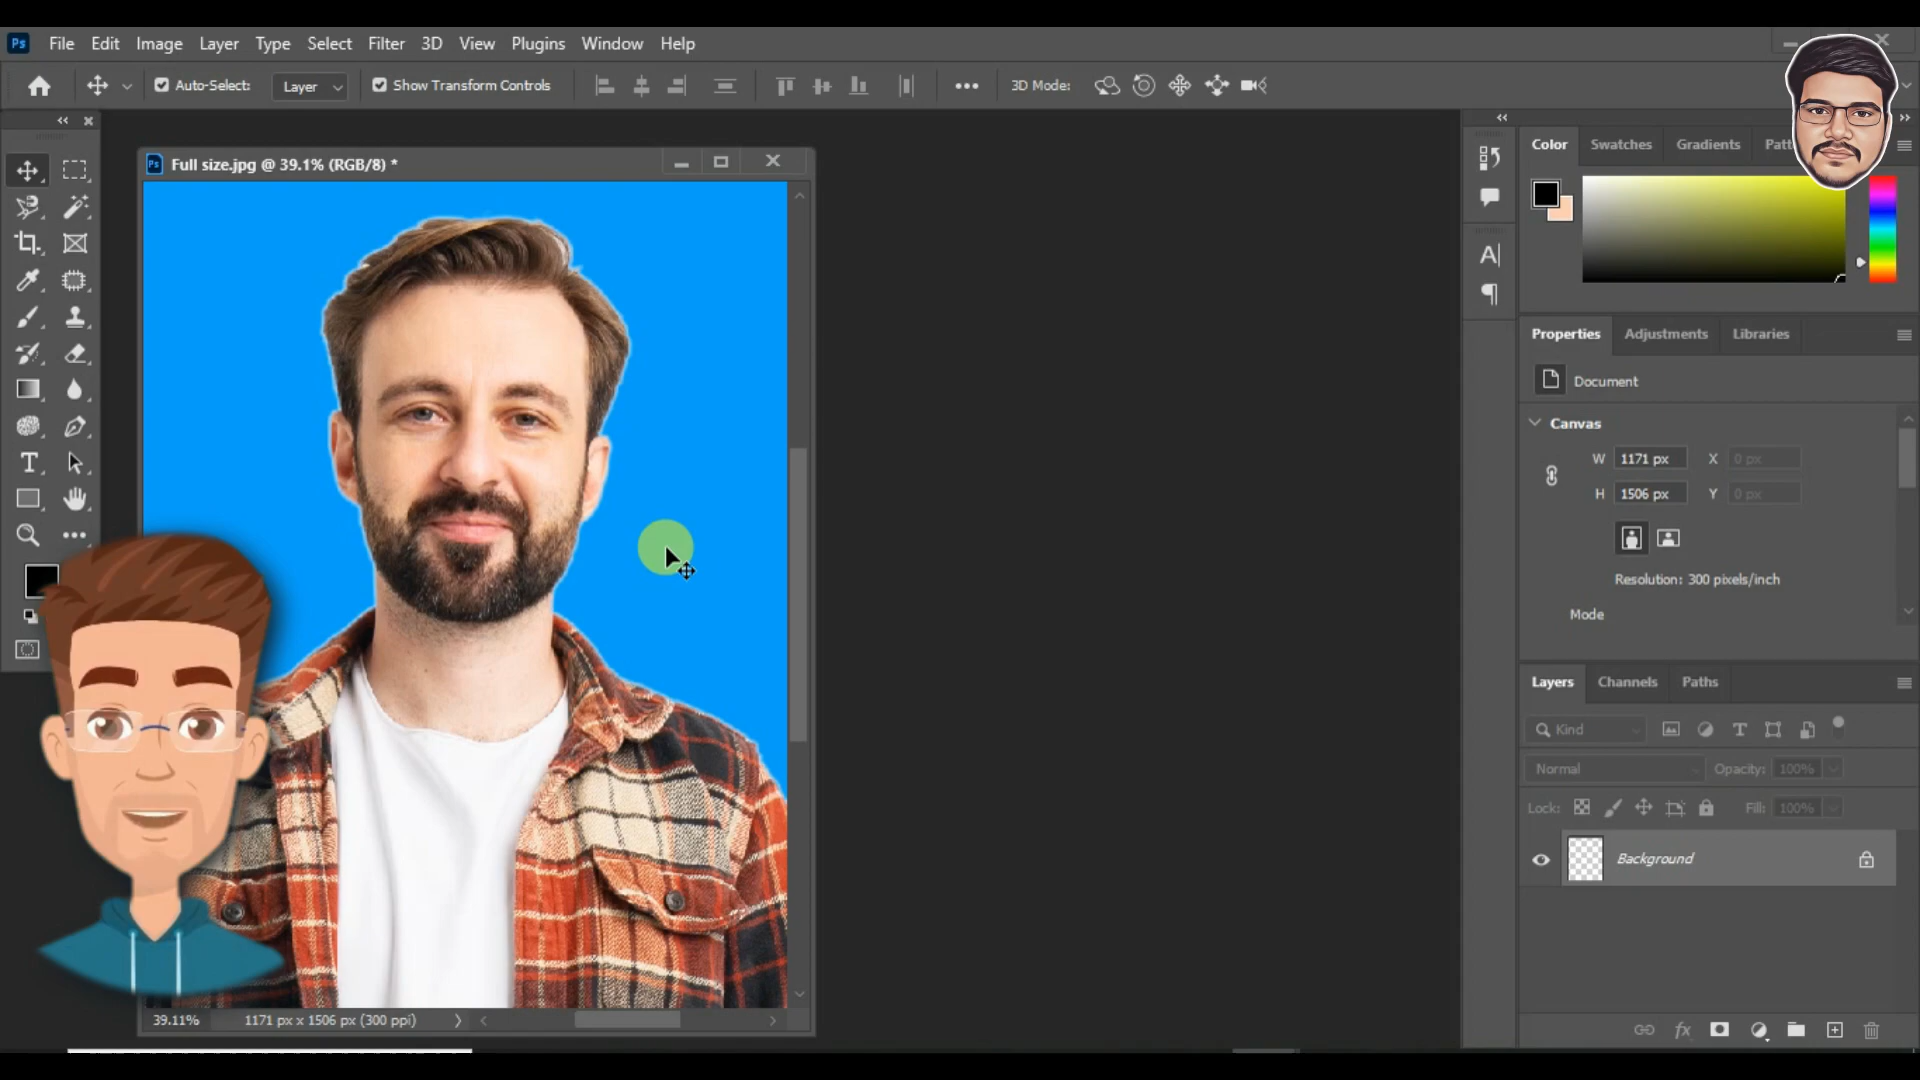 Ps File Edit Image Layer Type Select Filter 3D View Plugins Window Help
Auto-Select: Layer Show Transform Controls 3D Mode:
Ps Full size.jpg @ 39.1% (RGB/8) *
Color Swatches Gradients Patt
Properties Adjustments Libraries
Document
Canvas
W 1171 px X 0 px
H 1506 px Y 0 px
Resolution: 300 pixels/inch
Mode
Layers Channels Paths
Kind
Normal Opacity: 100%
Lock: Fill: 100%
Background
39.11% 1171 px x 1506 px (300 ppi)